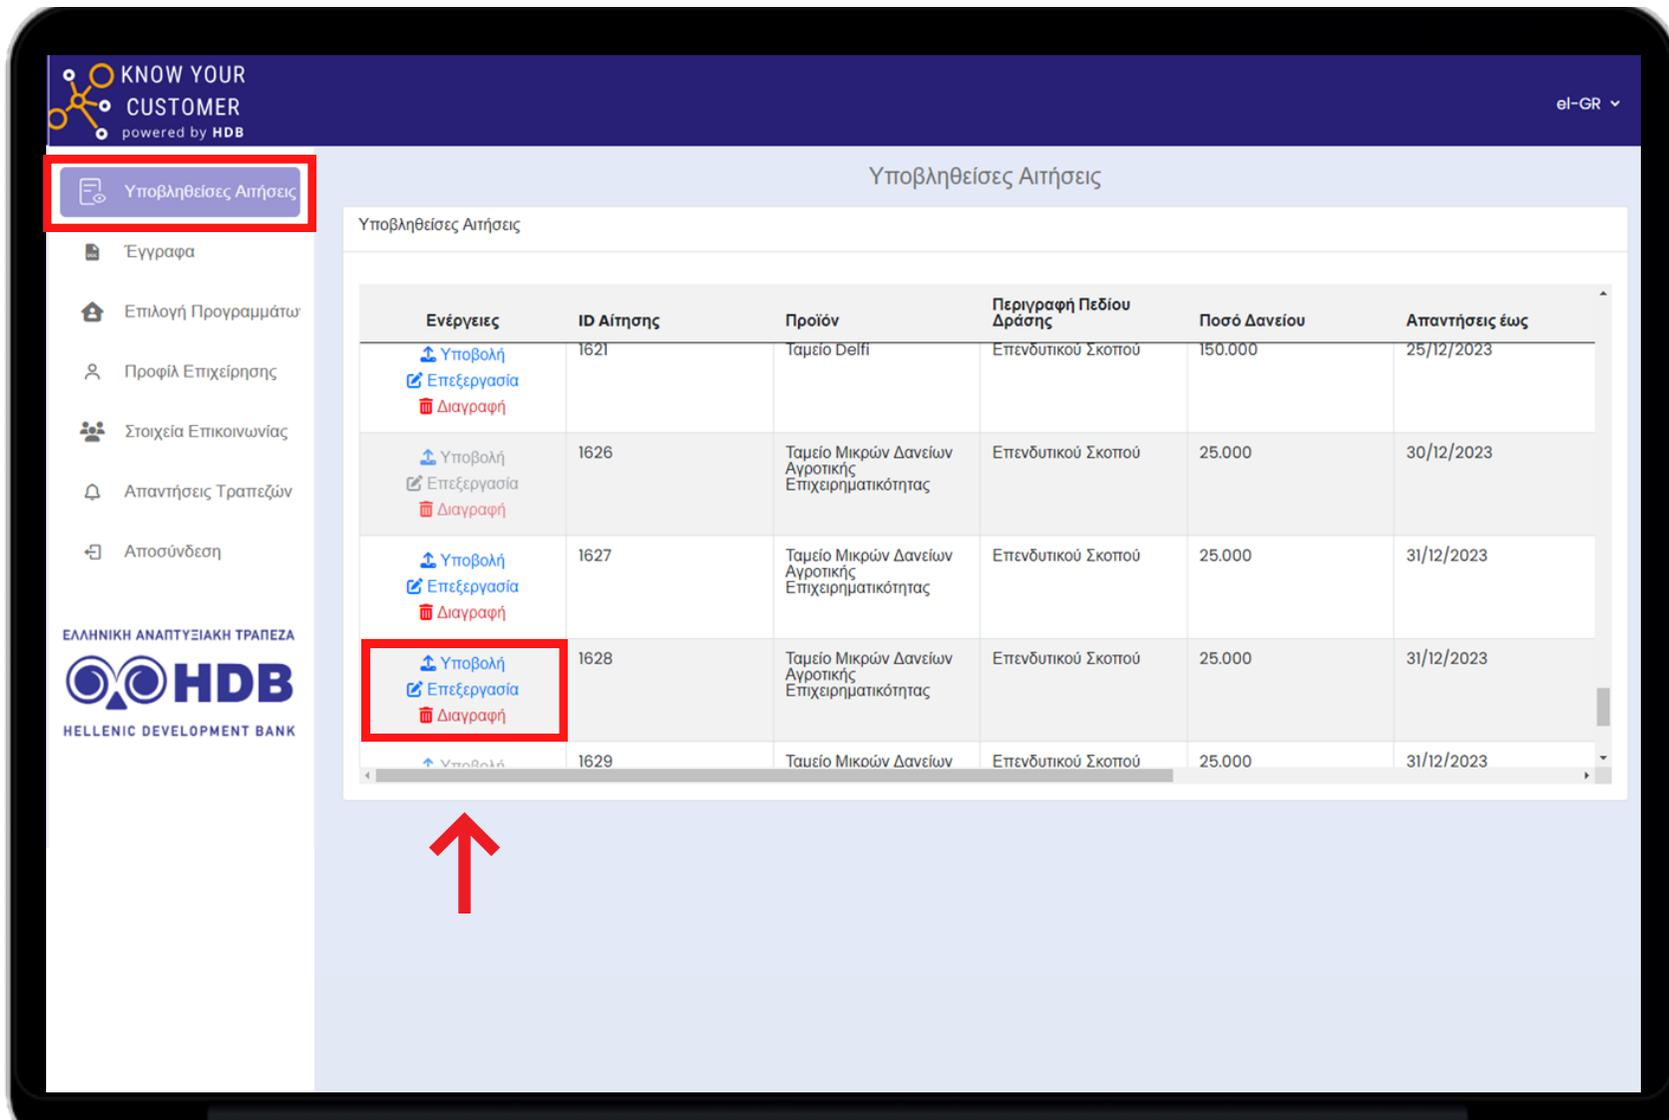 KNOW YOUR
CUSTOMER
powered by HDB
el-GR
Υποβληθείσες Αιτήσεις
Έγγραφα
Επιλογή Προγραμμάτω
Προφίλ Επιχείρησης
Στοιχεία Επικοινωνίας
Απαντήσεις Τραπεζών
Αποσύνδεση
ΕΛΛΗΝΙΚΗ ΑΝΑΠΤΥΞΙΑΚΗ ΤΡΑΠΕΖΑ
HDB
HELLENIC DEVELOPMENT BANK
Υποβληθείσες Αιτήσεις
Υποβληθείσες Αιτήσεις
Ενέργειες ID Αίτησης Προϊόν Περιγραφή Πεδίου Δράσης Ποσό Δανείου Απαντήσεις έως
Υποβολή 1621 Ταμείο Delfi Επενδυτικού Σκοπού 150.000 25/12/2023
Επεξεργασία
Διαγραφή
Υποβολή 1626 Ταμείο Μικρών Δανείων Επενδυτικού Σκοπού 25.000 30/12/2023
Επεξεργασία Αγροτικής
Διαγραφή Επιχειρηματικότητας
Υποβολή 1627 Ταμείο Μικρών Δανείων Επενδυτικού Σκοπού 25.000 31/12/2023
Επεξεργασία Αγροτικής
Διαγραφή Επιχειρηματικότητας
Υποβολή 1628 Ταμείο Μικρών Δανείων Επενδυτικού Σκοπού 25.000 31/12/2023
Επεξεργασία Αγροτικής
Διαγραφή Επιχειρηματικότητας
Υποβολή 1629 Ταμείο Μικρών Δανείων Επενδυτικού Σκοπού 25.000 31/12/2023